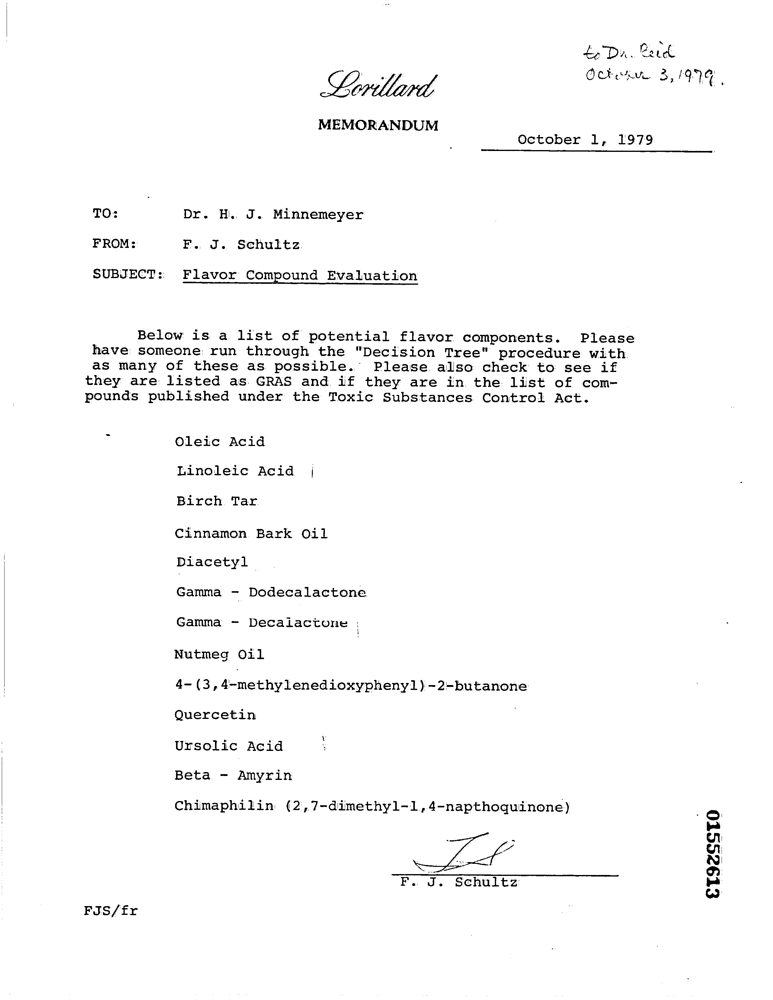 to Dr. Reid
October 3, 1979.
Lorillard
MEMORANDUM
October 1, 1979
TO: Dr. H. J. Minnemeyer
FROM: F. J. Schultz
SUBJECT: Flavor Compound Evaluation
Below is a list of potential flavor components. Please
have someone run through the "Decision Tree" procedure with
as many of these as possible. Please also check to see if
they are listed as GRAS and if they are in the list of com-
pounds published under the Toxic Substances Control Act.
Oleic Acid
Linoleic Acid
Birch Tar
Cinnamon Bark Oil
Diacetyl
Gamma - Dodecalactone
Gamma - Decalactone
Nutmeg Oil
4-(3,4-methylenedioxyphenyl)-2-butanone
Quercetin
Ursolic Acid
Beta - Amyrin
Chimaphilin (2,7-dimethyl-1,4-napthoquinone)
F. J. Schultz
01552613
FJS/fr